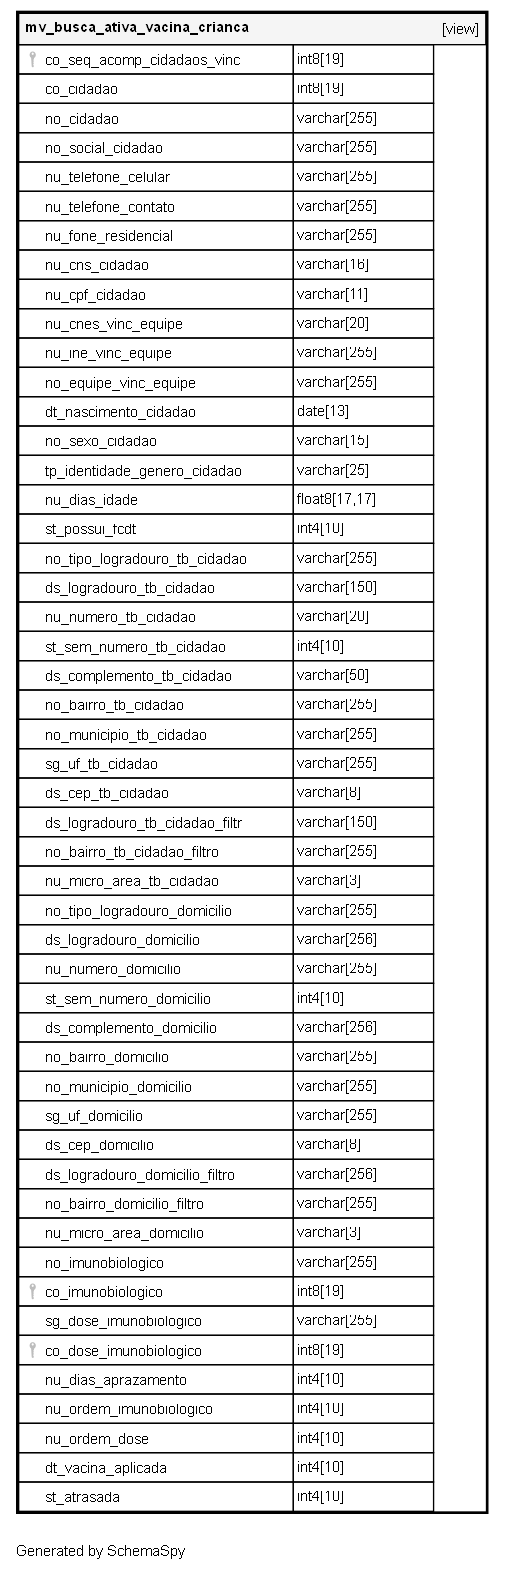 mv_busca_ativa_vacina_crianca [view]
co_seq_acomp_cidadaos_vinc int8[19]
co_cidadao int8[19]
no_cidadao varchar[255]
no_social_cidadao varchar[255]
nu_telefone_celular varchar[255]
nu_telefone_contato varchar[255]
nu_fone_residencial varchar[255]
nu_cns_cidadao varchar[16]
nu_cpf_cidadao varchar[11]
nu_cnes_vinc_equipe varchar[20]
nu_ine_vinc_equipe varchar[255]
no_equipe_vinc_equipe varchar[255]
dt_nascimento_cidadao date[13]
no_sexo_cidadao varchar[15]
tp_identidade_genero_cidadao varchar[25]
nu_dias_idade float8[17,17]
st_possui_fcdt int4[10]
no_tipo_logradouro_tb_cidadao varchar[255]
ds_logradouro_tb_cidadao varchar[150]
nu_numero_tb_cidadao varchar[20]
st_sem_numero_tb_cidadao int4[10]
ds_complemento_tb_cidadao varchar[50]
no_bairro_tb_cidadao varchar[255]
no_municipio_tb_cidadao varchar[255]
sg_uf_tb_cidadao varchar[255]
ds_cep_tb_cidadao varchar[8]
ds_logradouro_tb_cidadao_filtr varchar[150]
no_bairro_tb_cidadao_filtro varchar[255]
nu_micro_area_tb_cidadao varchar[3]
no_tipo_logradouro_domicilio varchar[255]
ds_logradouro_domicilio varchar[256]
nu_numero_domicilio varchar[255]
st_sem_numero_domicilio int4[10]
ds_complemento_domicilio varchar[256]
no_bairro_domicilio varchar[255]
no_municipio_domicilio varchar[255]
sg_uf_domicilio varchar[255]
ds_cep_domicilio varchar[8]
ds_logradouro_domicilio_filtro varchar[256]
no_bairro_domicilio_filtro varchar[255]
nu_micro_area_domicilio varchar[3]
no_imunobiologico varchar[255]
co_imunobiologico int8[19]
sg_dose_imunobiologico varchar[255]
co_dose_imunobiologico int8[19]
nu_dias_aprazamento int4[10]
nu_ordem_imunobiologico int4[10]
nu_ordem_dose int4[10]
dt_vacina_aplicada int4[10]
st_atrasada int4[10]
Generated by SchemaSpy